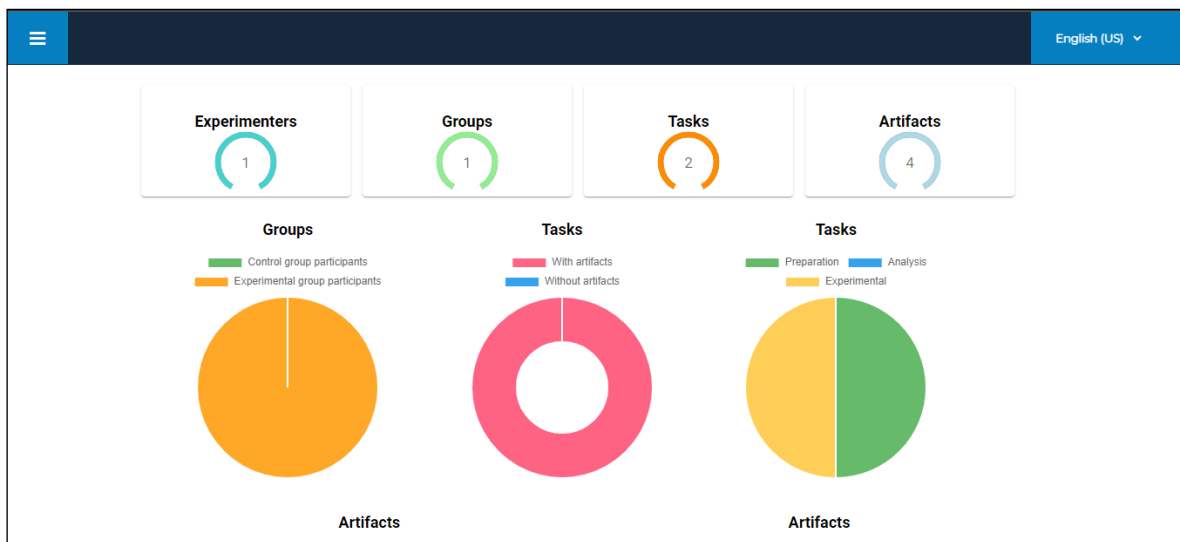 English (US)
Experimenters
Groups
Tasks
Artifacts
1
1
2
4
Groups
Tasks
Tasks
Control group participants
Experimental group participants
With artifacts
Without artifacts
Preparation
Analysis
Experimental
Artifacts
Artifacts